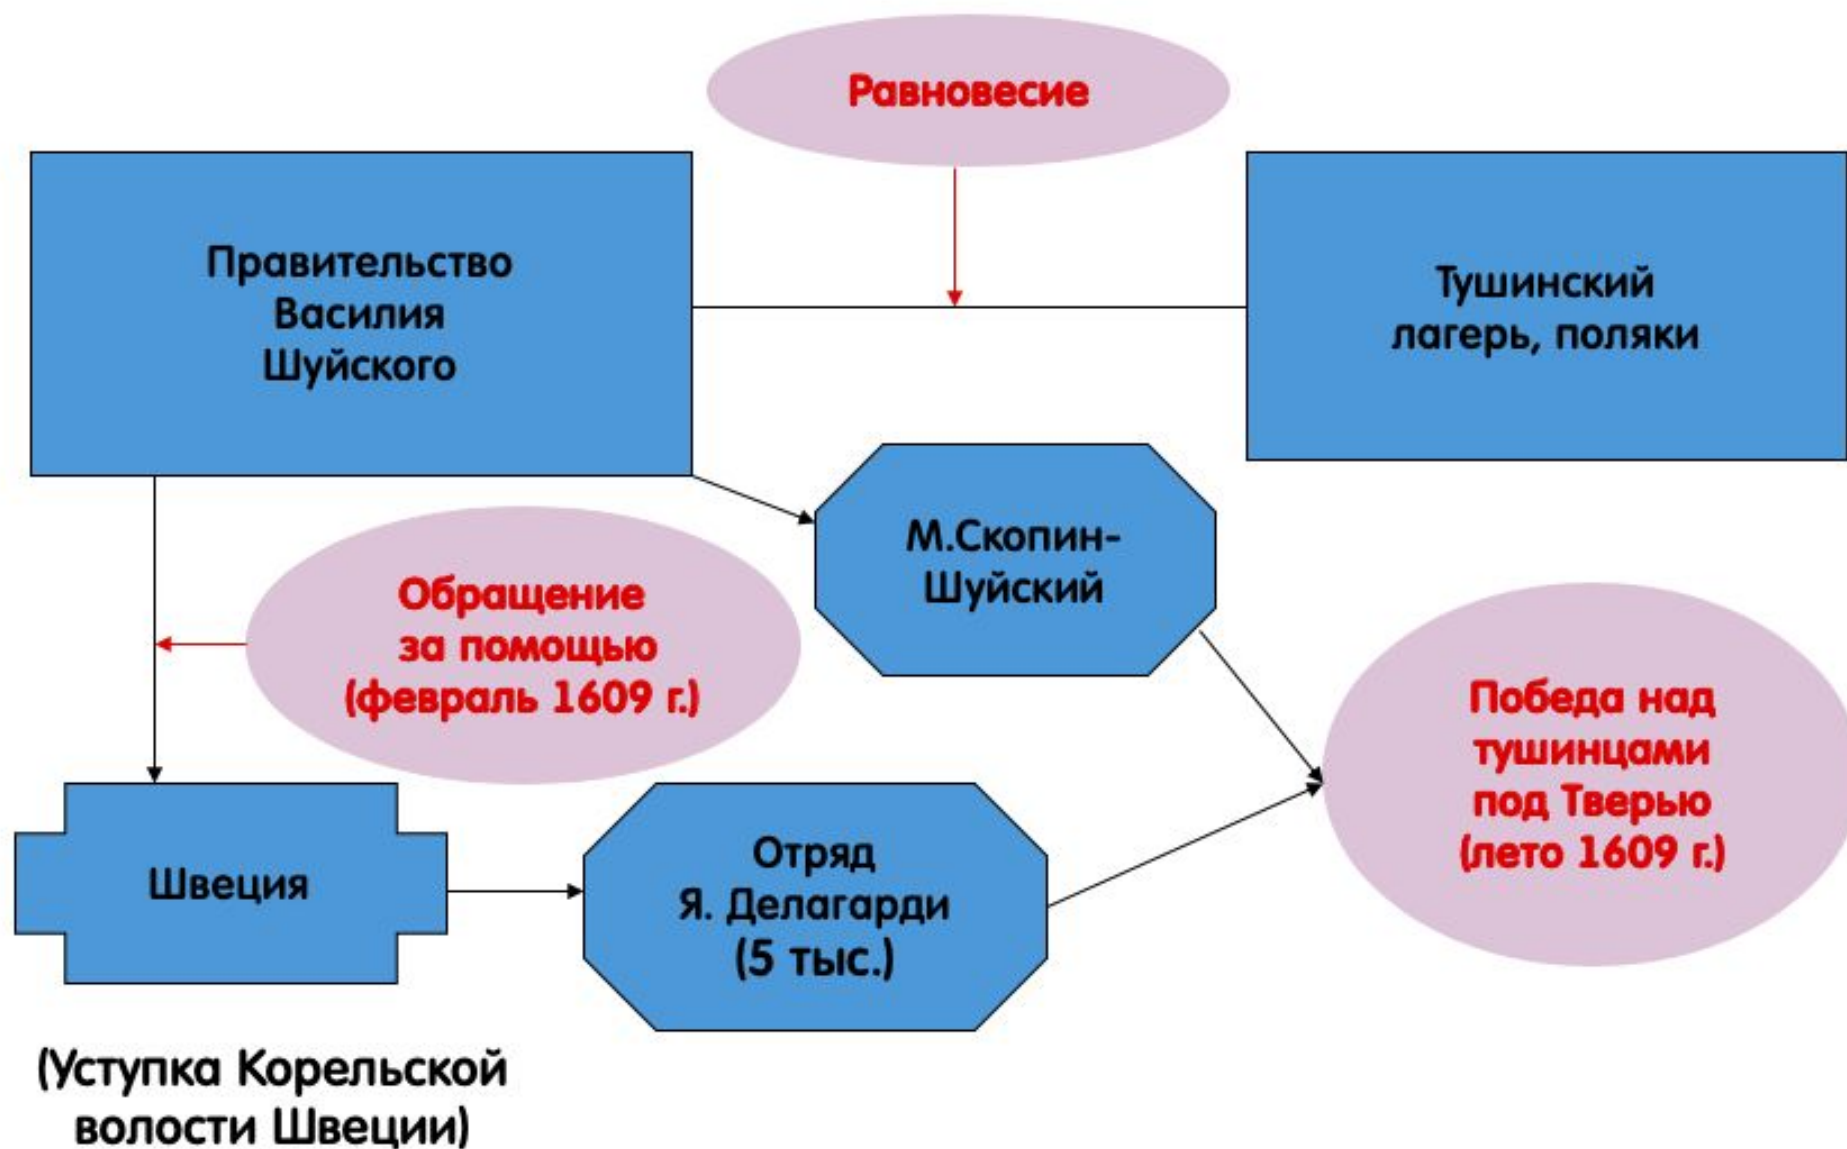 Равновесие
Правительство
Василия
Шуйского
Тушинский
лагерь, поляки
М.Скопин-
Шуйский
Обращение
за помощью
(февраль 1609 г.)
Победа над
тушинцами
под Тверью
(лето 1609 г.)
Швеция
Отряд
Я. Делагарди
(5 тыс.)
(Уступка Корельской
волости Швеции)